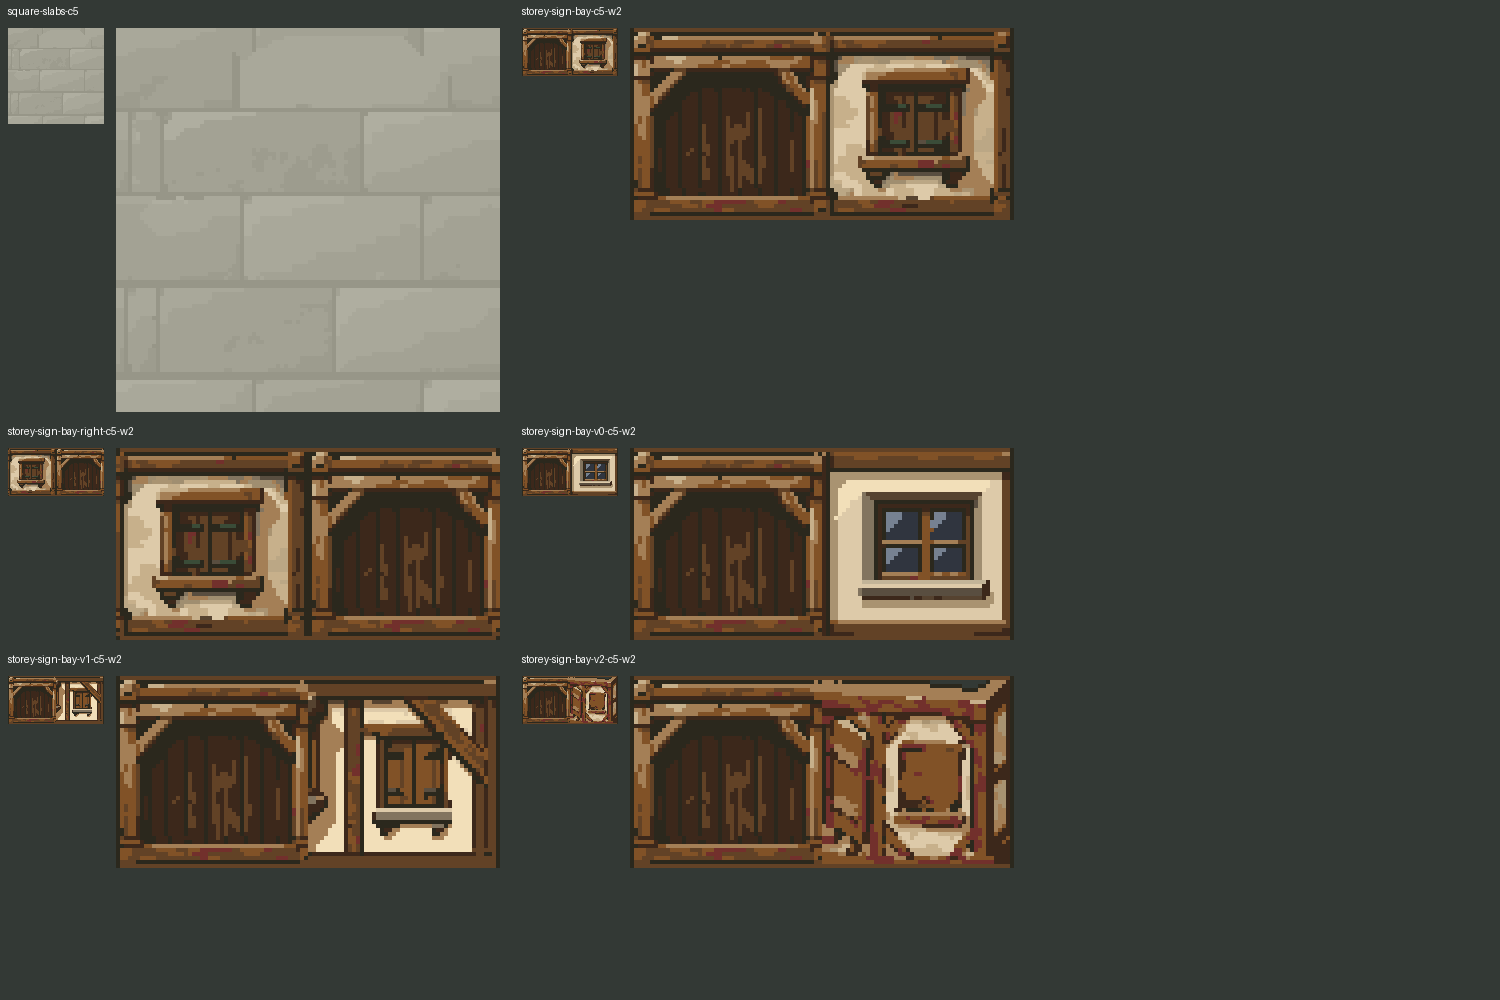 square-slabs-c5
storey-sign-bay-c5-w2
storey-sign-bay-right-c5-w2
storey-sign-bay-v0-c5-w2
storey-sign-bay-v1-c5-w2
storey-sign-bay-v2-c5-w2